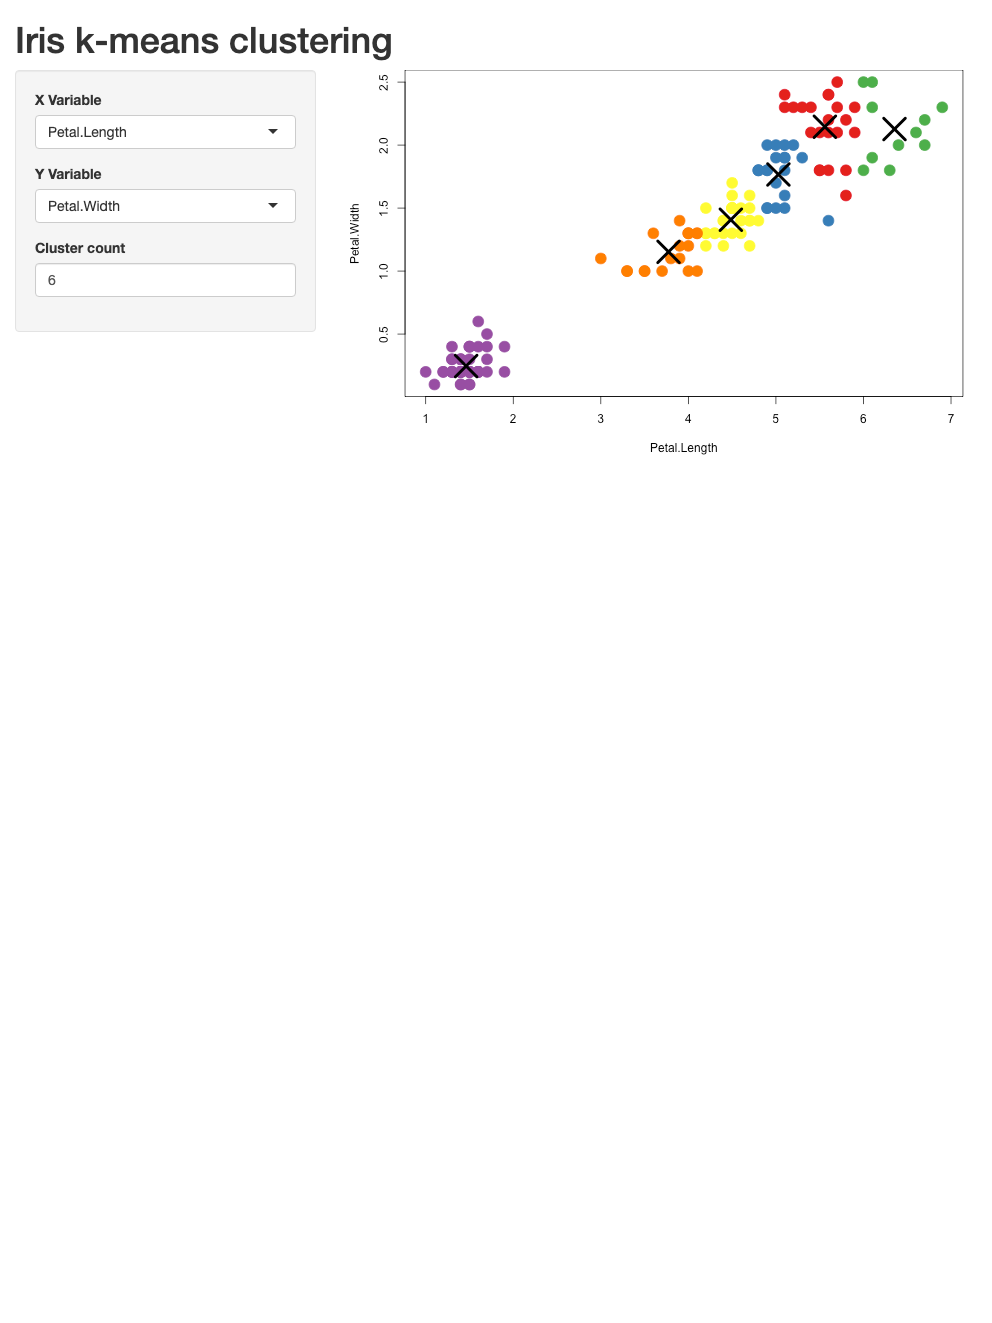 Iris k-means clustering
X Variable
Petal.Length
Y Variable
Petal.Width
Cluster count
6
2.5
2.0
1.5
1.0
0.5
Petal.Width
1 2 3 4 5 6 7
Petal.Length